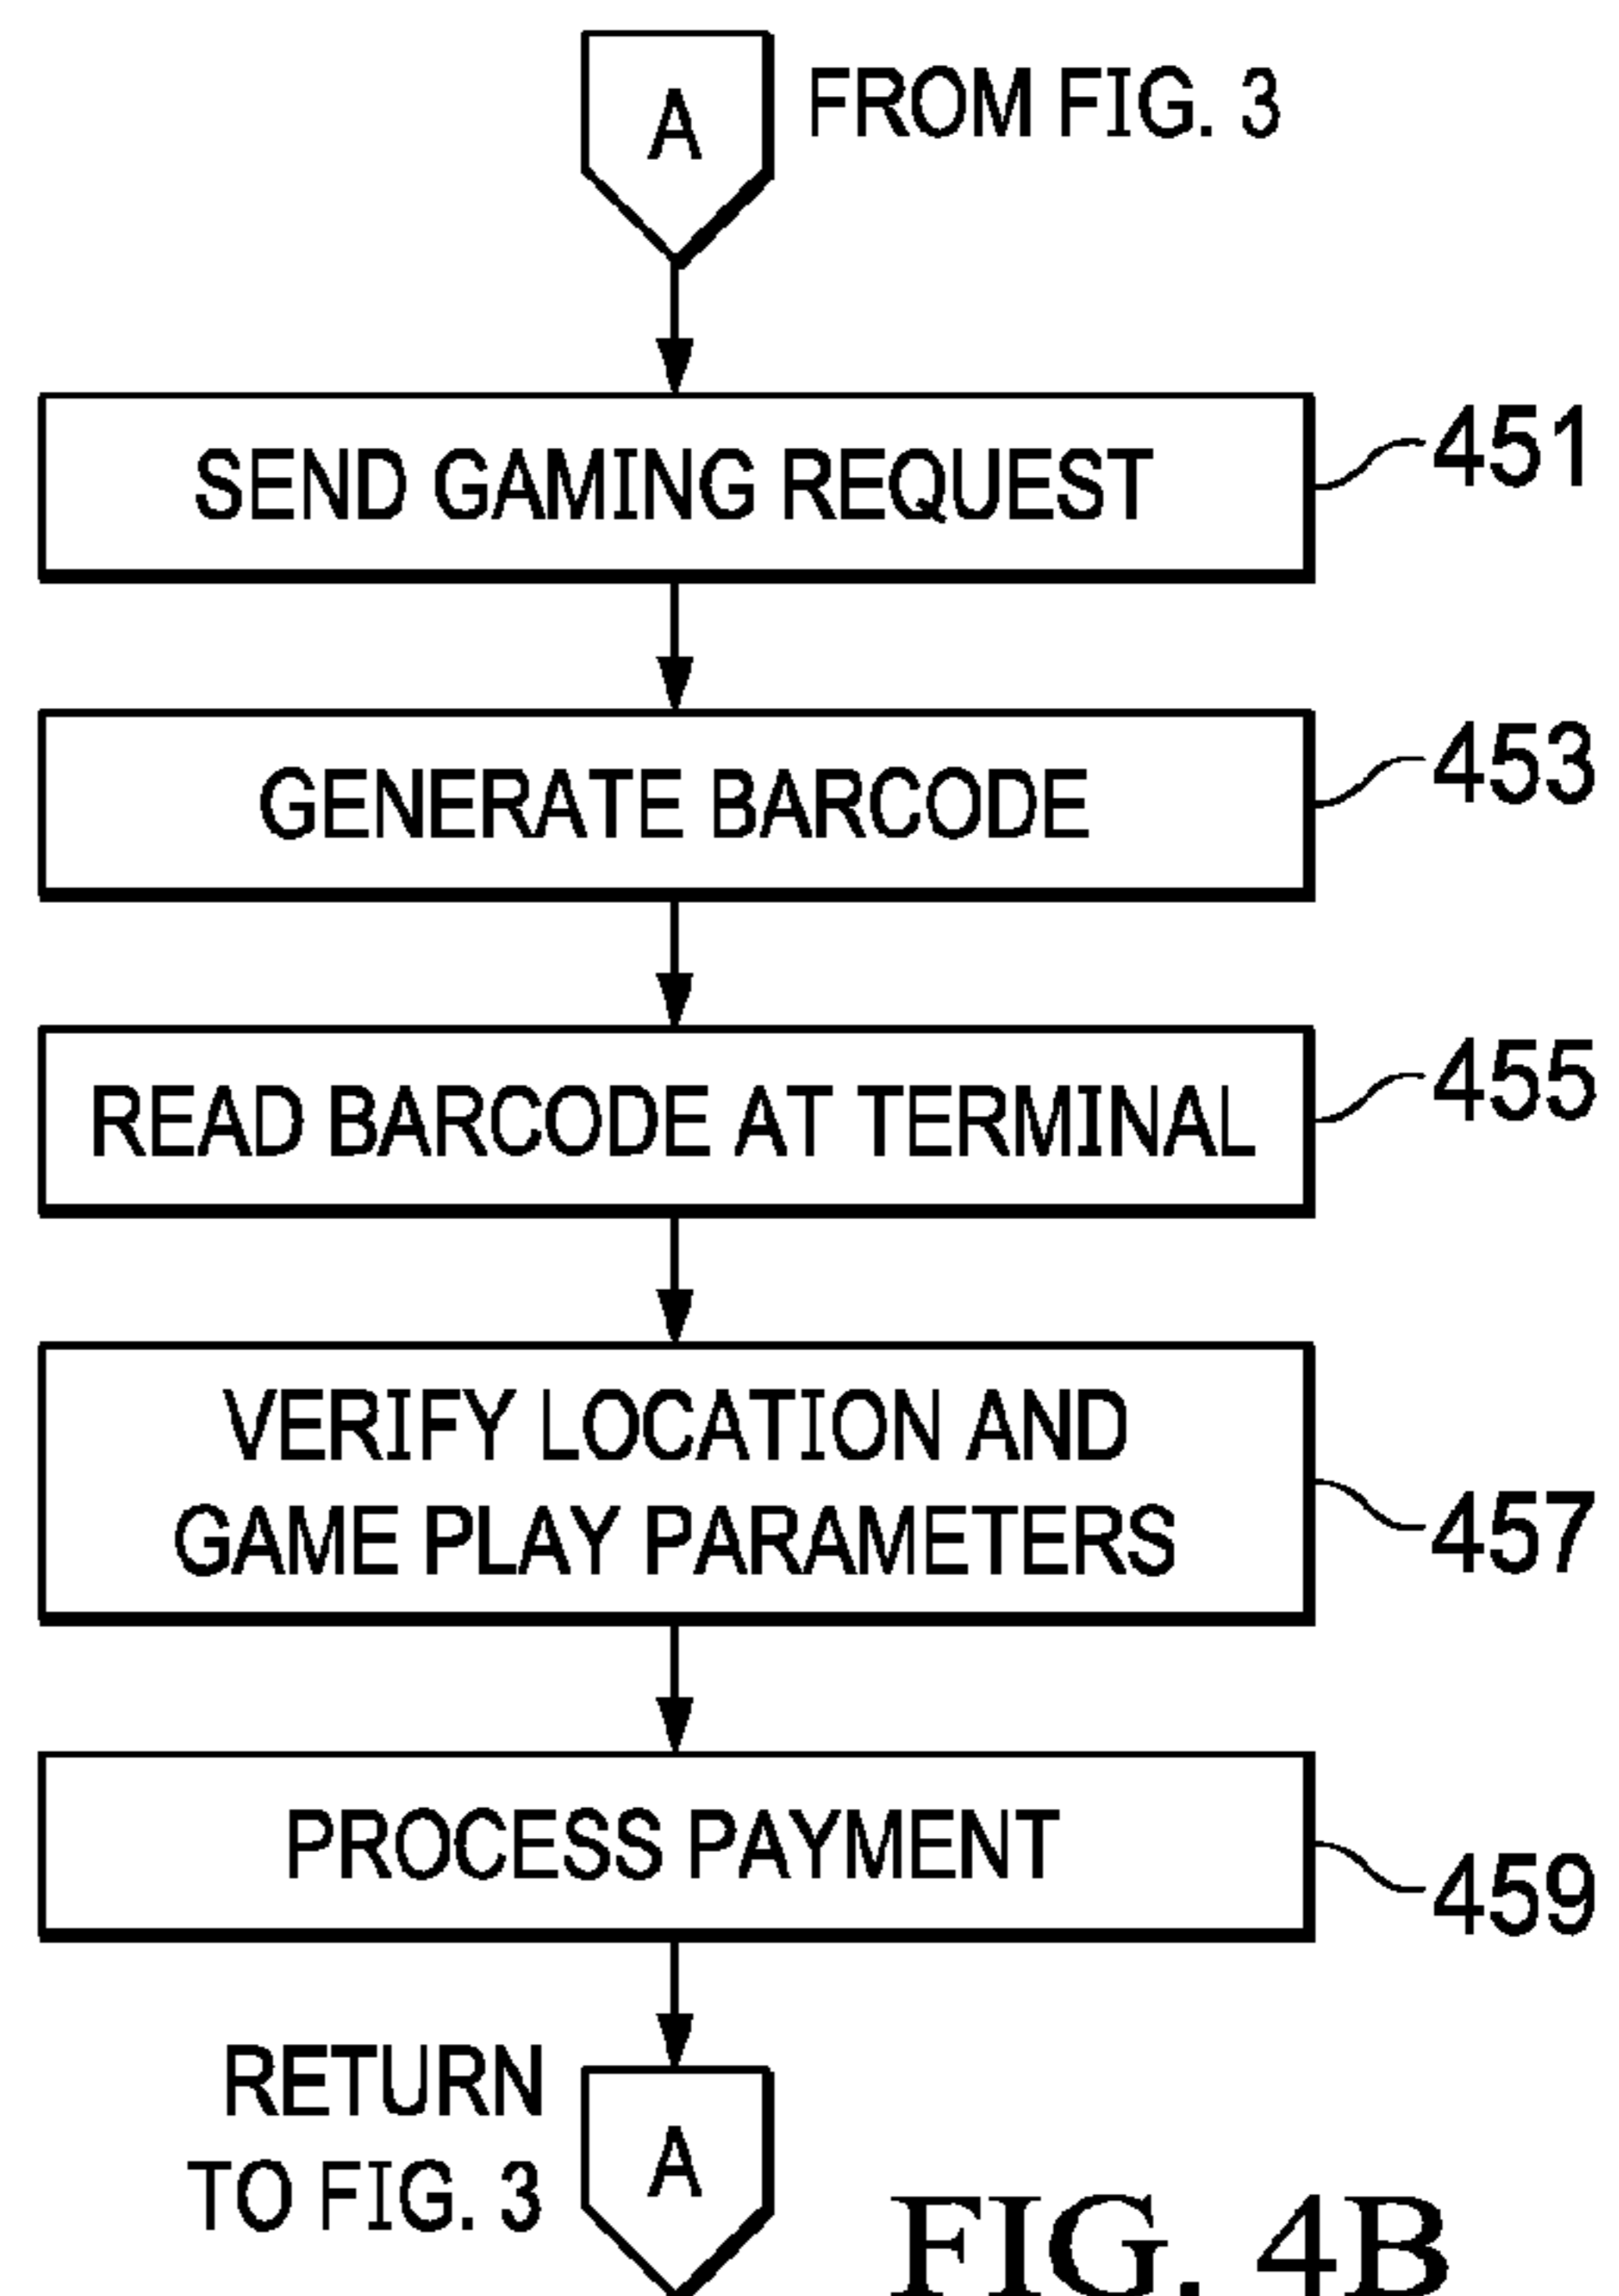 A
FROM FIG. 3
SEND GAMING REQUEST
451
GENERATE BARCODE
453
READ BARCODE AT TERMINAL
455
VERIFY LOCATION AND
GAME PLAY PARAMETERS
457
PROCESS PAYMENT
459
RETURN
TO FIG. 3
A
FIG. 4B